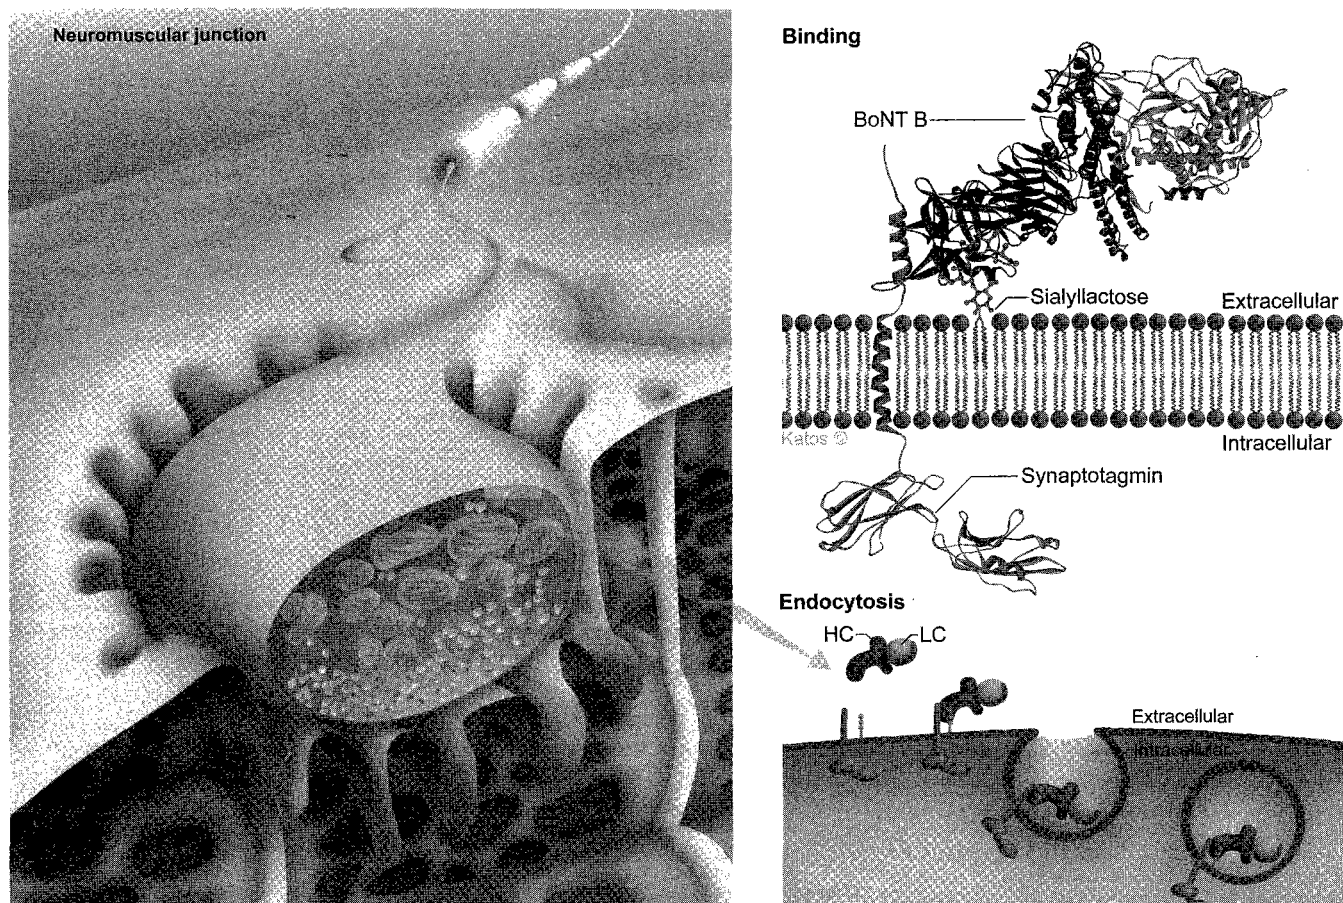 Neuromuscular junction
Binding
BoNT B
Sialyllactose
Extracellular
Katos ©
Intracellular
Synaptotagmin
Endocytosis
HC
LC
Extracellular
Intracellular